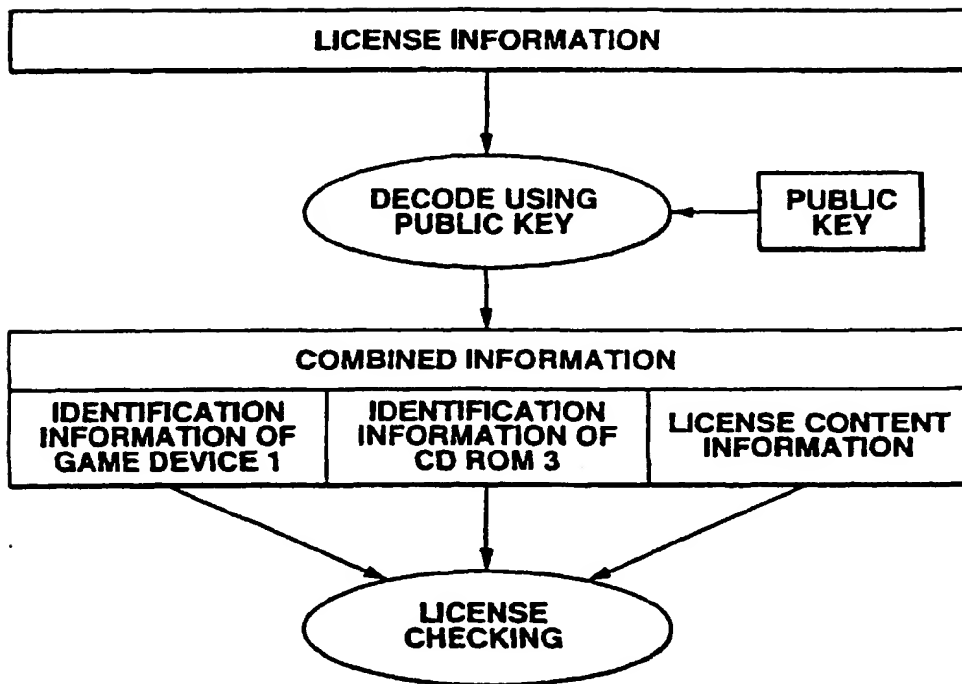 LICENSE INFORMATION
DECODE USING
PUBLIC KEY
PUBLIC
KEY
COMBINED INFORMATION
IDENTIFICATION
INFORMATION OF
GAME DEVICE 1
IDENTIFICATION
INFORMATION OF
CD ROM 3
LICENSE CONTENT
INFORMATION
LICENSE
CHECKING